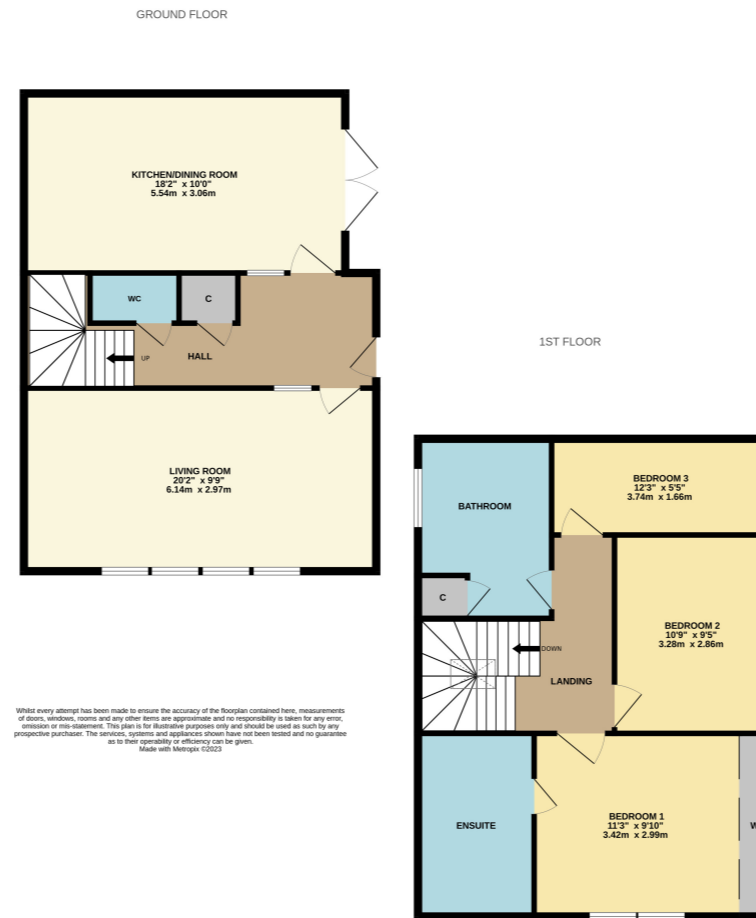 GROUND FLOOR
KITCHEN/DINING ROOM
18'2" x 10'0"
5.54m x 3.06m
WC
C
UP
HALL
LIVING ROOM
20'2" x 9'9"
6.14m x 2.97m
1ST FLOOR
BATHROOM
BEDROOM 3
12'3" x 5'5"
3.74m x 1.66m
C
BEDROOM 2
10'9" x 9'5"
3.28m x 2.86m
DOWN
LANDING
ENSUITE
BEDROOM 1
11'3" x 9'10"
3.42m x 2.99m
W
Whilst every attempt has been made to ensure the accuracy of the floorplan contained here, measurements
of doors, windows, rooms and any other items are approximate and no responsibility is taken for any error,
omission or mis-statement. This plan is for illustrative purposes only and should be used as such by any
prospective purchaser. The services, systems and appliances shown have not been tested and no guarantee
as to their operability or efficiency can be given.
Made with Metropix ©2023